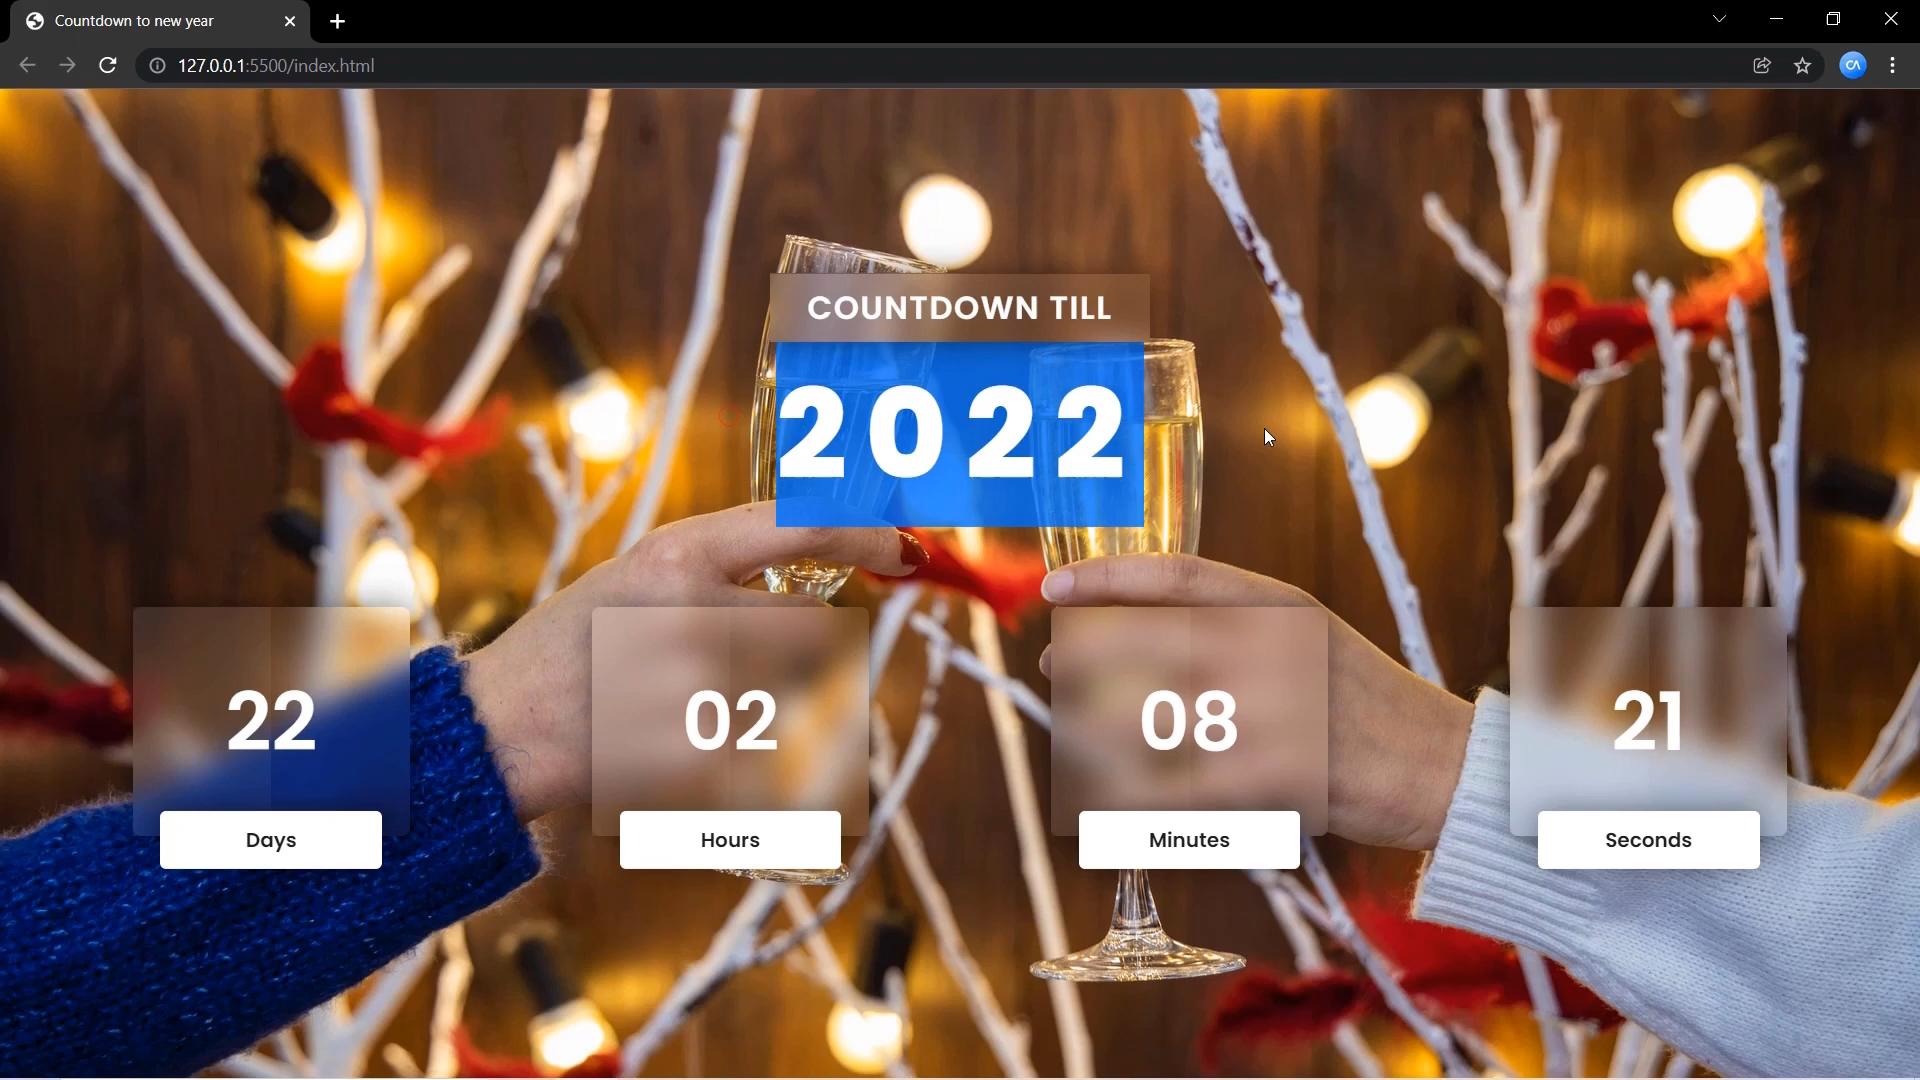 Countdown to new year
127.0.0.1:5500/index.html
CA
COUNTDOWN TILL
2022
22
02
08
21
Days
Hours
Minutes
Seconds